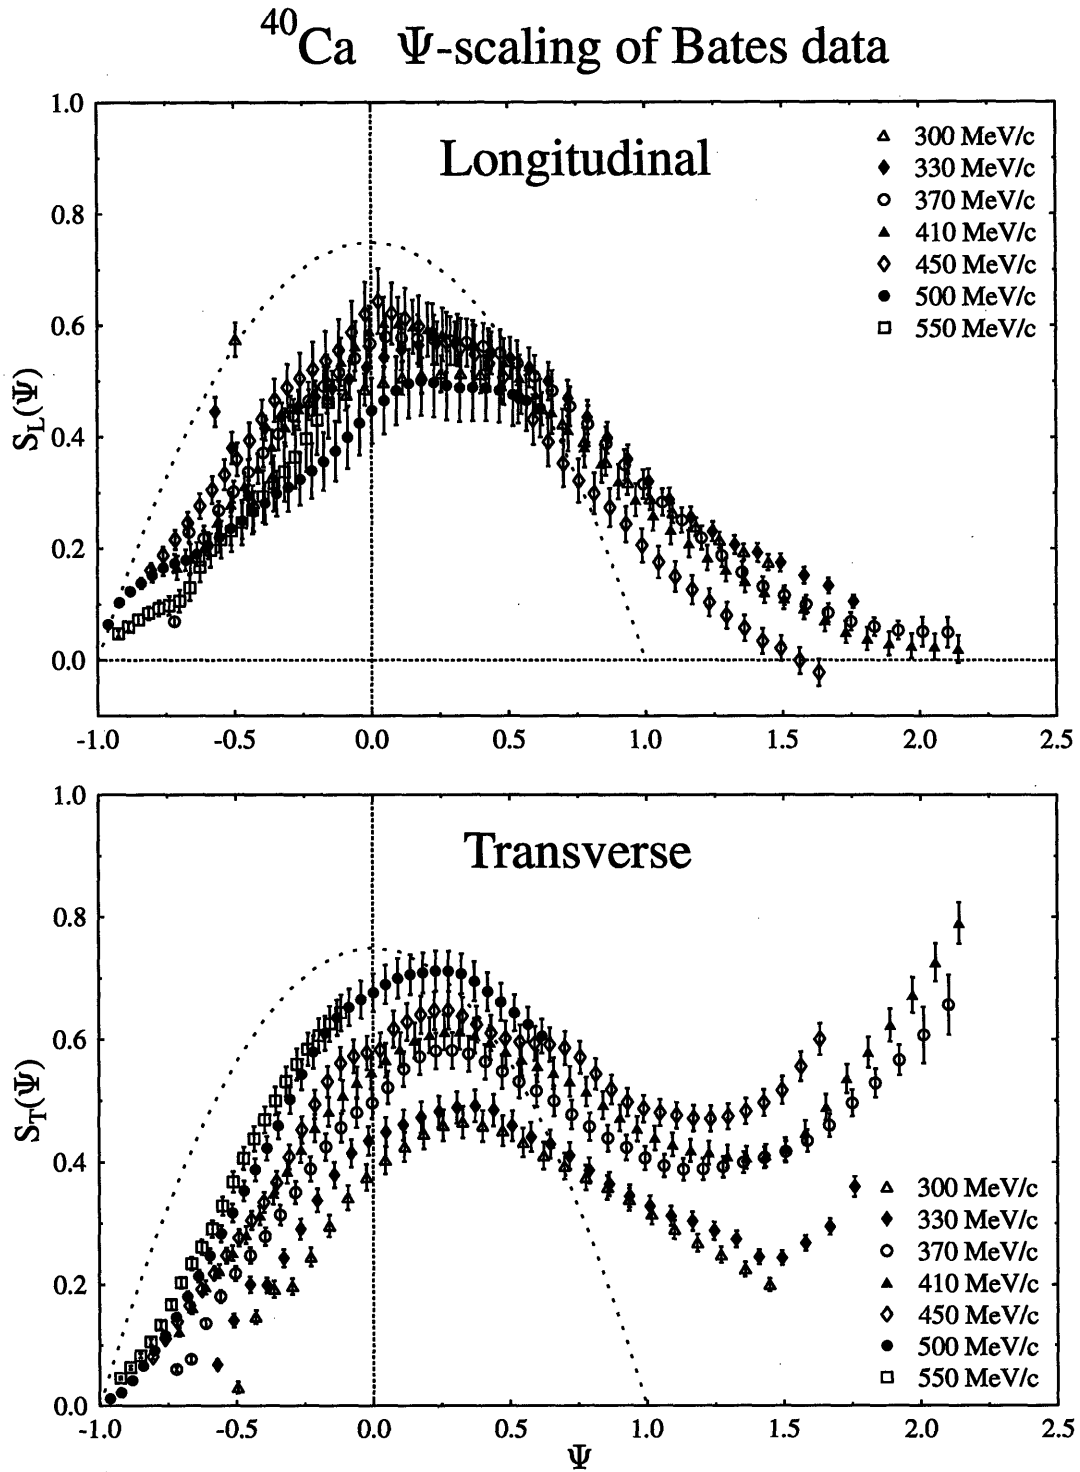 ⁴⁰Ca Ψ-scaling of Bates data
Longitudinal
300 MeV/c
330 MeV/c
370 MeV/c
410 MeV/c
450 MeV/c
500 MeV/c
550 MeV/c
1.0
0.8
0.6
0.4
0.2
0.0
S_L(Ψ)
-1.0 -0.5 0.0 0.5 1.0 1.5 2.0 2.5
Transverse
1.0
0.8
0.6
0.4
0.2
0.0
S_T(Ψ)
300 MeV/c
330 MeV/c
370 MeV/c
410 MeV/c
450 MeV/c
500 MeV/c
550 MeV/c
-1.0 -0.5 0.0 0.5 1.0 1.5 2.0 2.5
Ψ